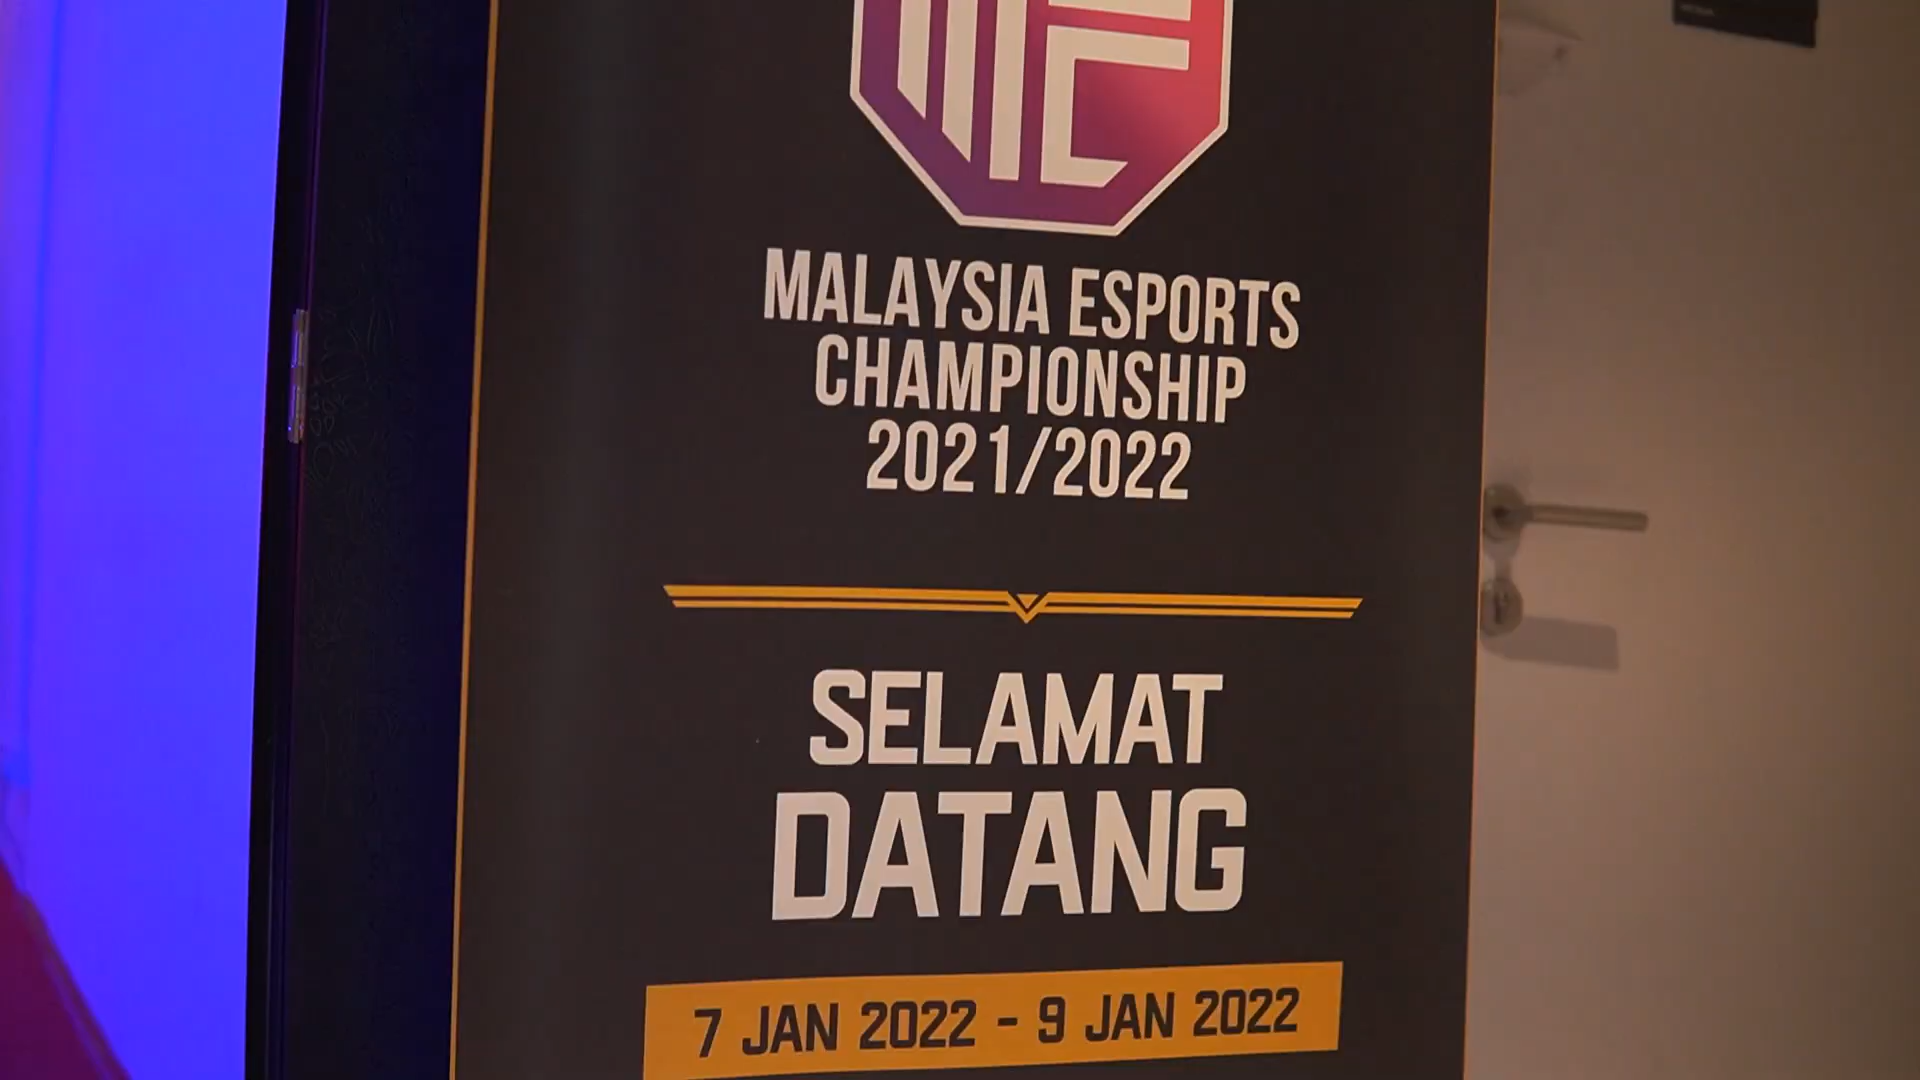 MALAYSIA ESPORTS
CHAMPIONSHIP
2021/2022
SELAMAT
DATANG
7 JAN 2022 - 9 JAN 2022